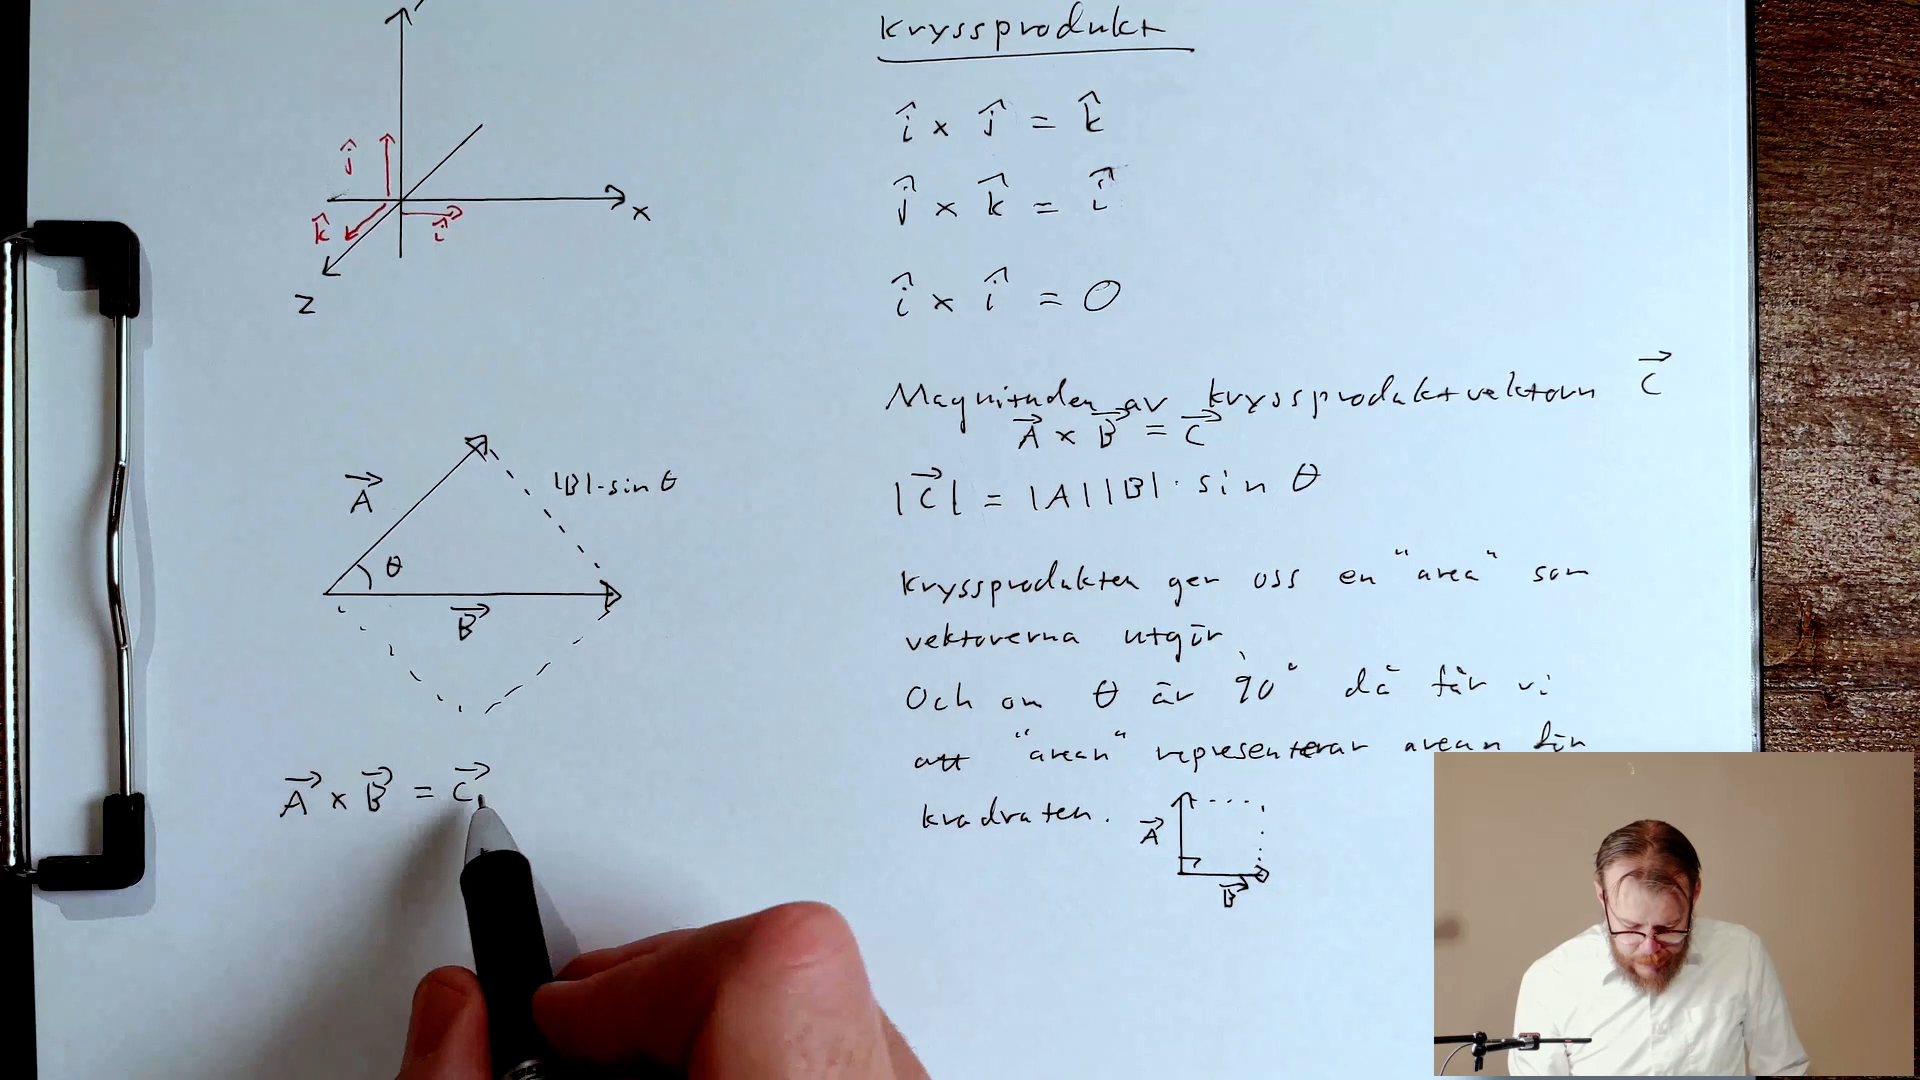 x
z
ĵ
k̂
î
A⃗
|B|·sin θ
θ
B⃗
A⃗ × B⃗ = C⃗
Kryssprodukt
î × ĵ = k̂
ĵ × k̂ = î
î × î = 0
Magnituden av kryssproduktvektorn C⃗
A⃗ × B⃗ = C⃗
|C⃗| = |A||B|·sin θ
Kryssprodukten ger oss en "area" som
vektorerna utgör.
Och om θ är 90° då får vi
att "arean" representerar arean för
kvadraten.
A⃗
B⃗